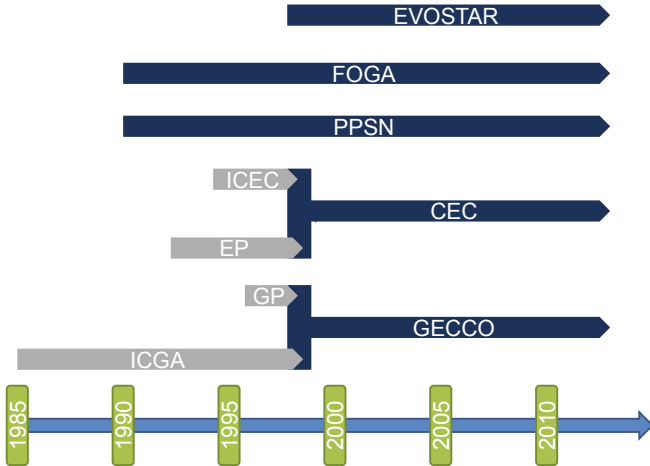 EVOSTAR
FOGA
PPSN
ICEC
CEC
EP
GP
GECCO
ICGA
1985
1990
1995
2000
2005
2010